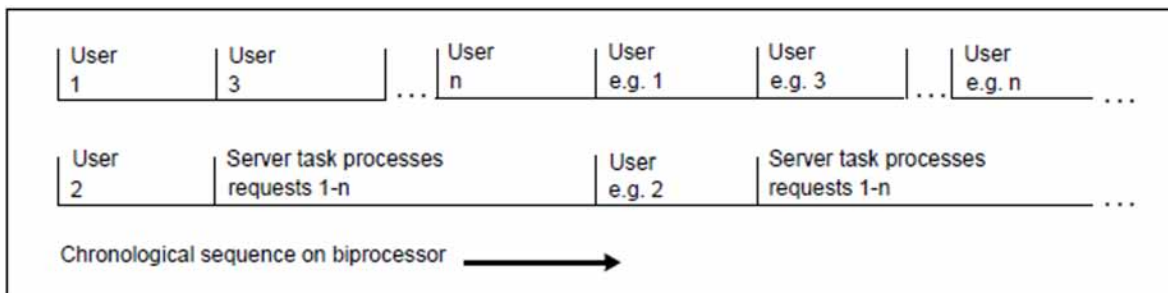 User User User User User User
1 3 ... n e.g. 1 e.g. 3 ... e.g. n ...
User Server task processes User Server task processes
2 requests 1-n e.g. 2 requests 1-n ...
Chronological sequence on biprocessor